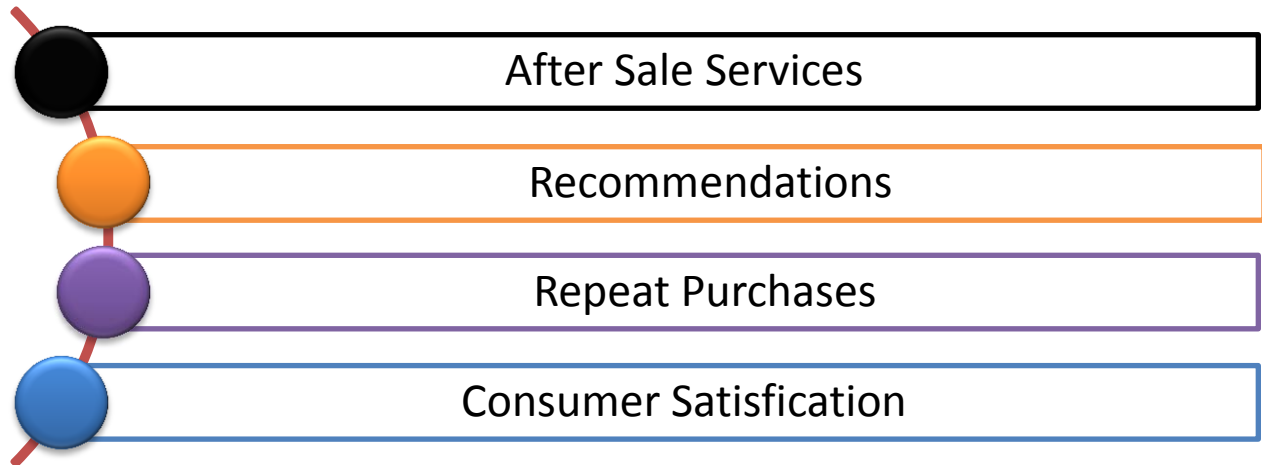 After Sale Services
Recommendations
Repeat Purchases
Consumer Satisfication